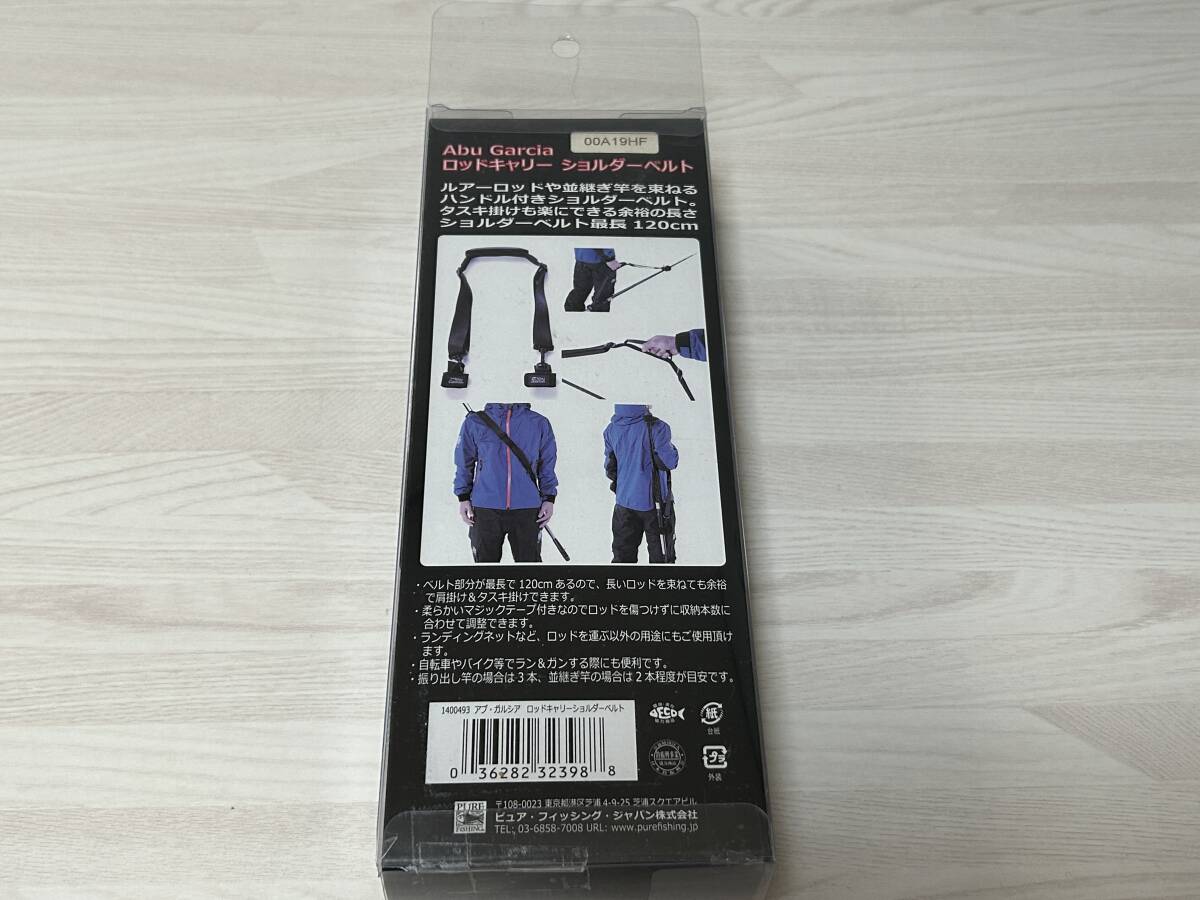 00A19HF
Abu Garcia
ロッドキャリー ショルダーベルト
ルアーロッドや並継ぎ竿を束ねる
ハンドル付きショルダーベルト。
タスキ掛けも楽にできる余裕の長さ
ショルダーベルト最長 120cm
・ベルト部分が最長で 120cm あるので、長いロッドを束ねても余裕
で肩掛け＆タスキ掛けできます。
・柔らかいマジックテープ付きなのでロッドを傷つけずに収納本数に
合わせて調整できます。
・ランディングネットなど、ロッドを運ぶ以外の用途にもご使用頂け
ます。
・自転車やバイク等でラン＆ガンする際にも便利です。
・振り出し竿の場合は 3 本、並継ぎ竿の場合は 2 本程度が目安です。
1400493 アブ・ガルシア ロッドキャリーショルダーベルト
0 36282 32398 8
ECO
紙
台紙
プラ
外装
PURE
FISHING
〒108-0023 東京都港区芝浦 4-9-25 芝浦スクエアビル
ピュア・フィッシング・ジャパン株式会社
TEL: 03-6858-7008 URL: www.purefishing.jp